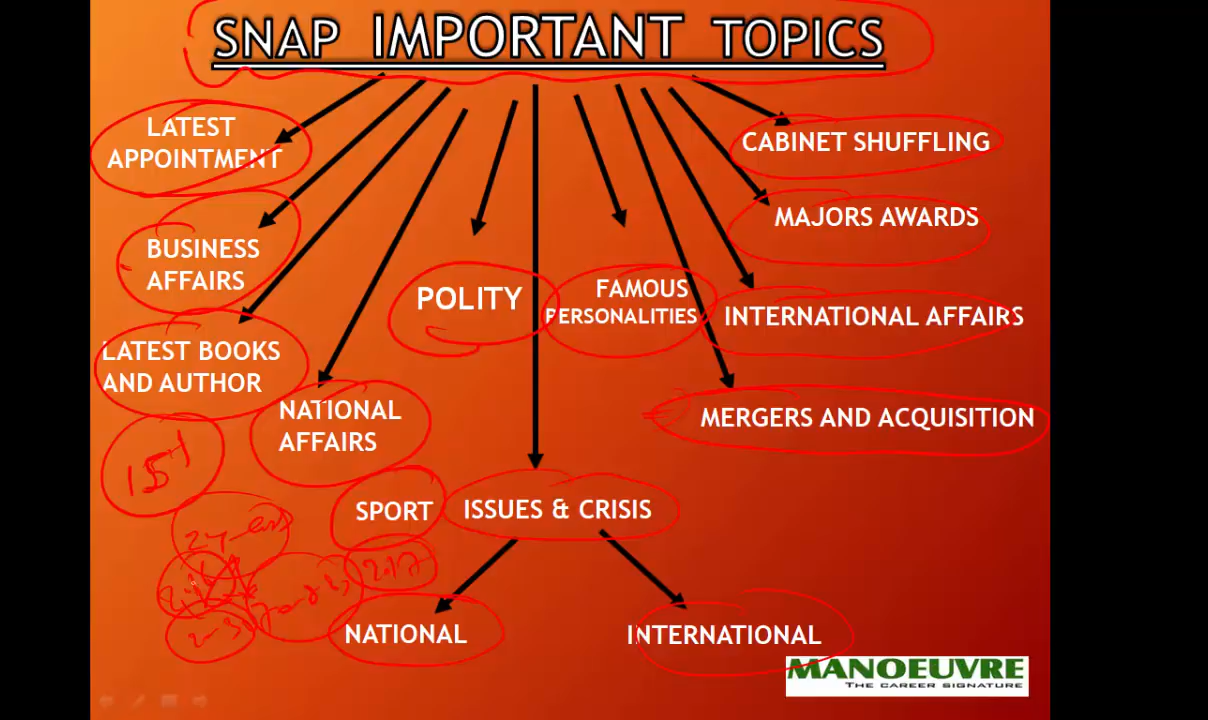 SNAP IMPORTANT TOPICS
LATEST
APPOINTMENT
CABINET SHUFFLING
MAJORS AWARDS
BUSINESS
AFFAIRS
POLITY
FAMOUS
PERSONALITIES
INTERNATIONAL AFFAIRS
LATEST BOOKS
AND AUTHOR
NATIONAL
AFFAIRS
MERGERS AND ACQUISITION
SPORT
ISSUES & CRISIS
2017
NATIONAL
INTERNATIONAL
MANOEUVRE
THE CAREER SIGNATURE